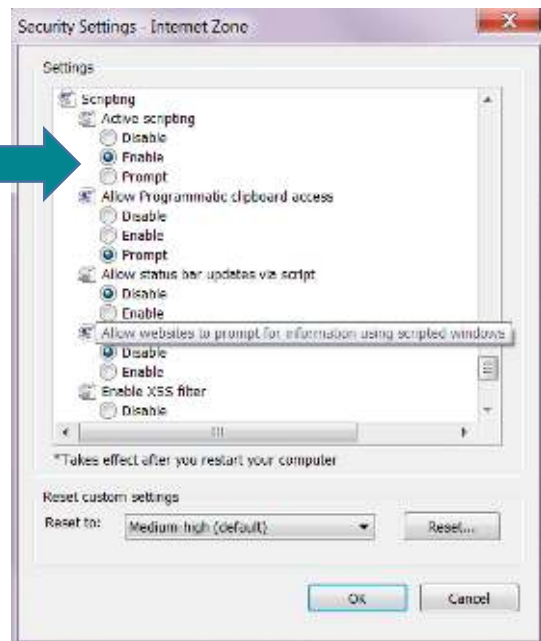 Security Settings - Internet Zone
Settings
Scripting
Active scripting
Disable
Enable
Prompt
Allow Programmatic clipboard access
Disable
Enable
Prompt
Allow status bar updates via script
Disable
Enable
Allow websites to prompt for information using scripted windows
Disable
Enable
Enable XSS filter
Disable
*Takes effect after you restart your computer
Reset custom settings
Reset to: Medium-high (default) Reset...
OK Cancel